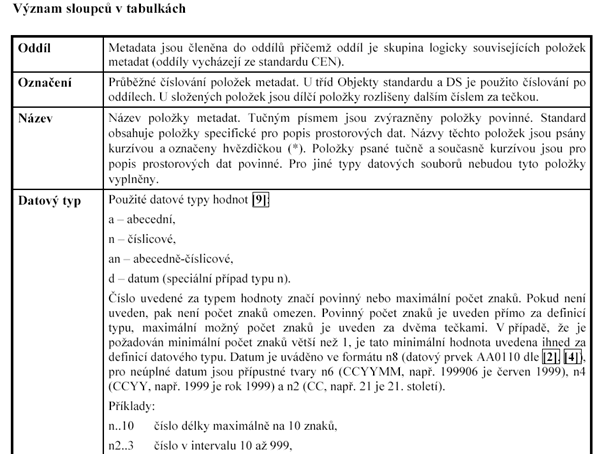 Význam sloupců v tabulkách
Oddíl
Metadata jsou členěna do oddílů přičemž oddíl je skupina logicky souvisejících položek
metadat (oddíly vycházejí ze standardu CEN).
Označení
Průběžné číslování položek metadat. U tříd Objekty standardu a DS je použito číslování po
oddílech. U složených položek jsou dílčí položky rozlišeny dalším číslem za tečkou.
Název
Název položky metadat. Tučným písmem jsou zvýrazněny položky povinné. Standard
obsahuje položky specifické pro popis prostorových dat. Názvy těchto položek jsou psány
kurzívou a označeny hvězdičkou (*). Položky psané tučně a současně kurzívou jsou pro
popis prostorových dat povinné. Pro jiné typy datových souborů nebudou tyto položky
vyplněny.
Datový typ
Použité datové typy hodnot [9]:
a – abecední,
n – číslicové,
an – abecedně-číslicové,
d – datum (speciální případ typu n).
Číslo uvedené za typem hodnoty značí povinný nebo maximální počet znaků. Pokud není
uveden, pak není počet znaků omezen. Povinný počet znaků je uveden přímo za definicí
typu, maximální možný počet znaků je uveden za dvěma tečkami. V případě, že je
požadován minimální počet znaků větší než 1, je tato minimální hodnota uvedena ihned za
definicí datového typu. Datum je uváděno ve formátu n8 (datový prvek AA0110 dle [2], [4]),
pro neúplné datum jsou přípustné tvary n6 (CCYYMM, např. 199906 je červen 1999), n4
(CCYY, např. 1999 je rok 1999) a n2 (CC, např. 21 je 21. století).
Příklady:
n..10 číslo délky maximálně na 10 znaků,
n2..3 číslo v intervalu 10 až 999,